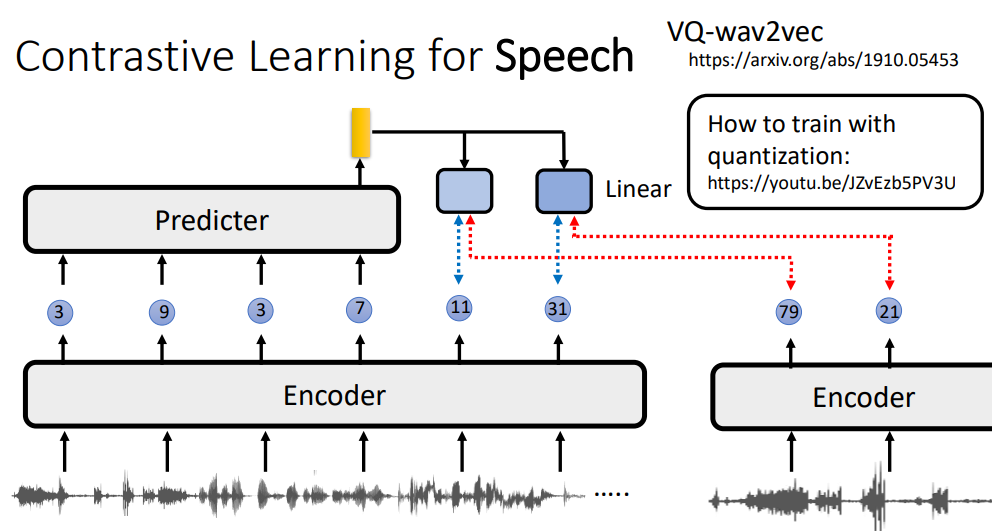 Contrastive Learning for Speech
VQ-wav2vec
https://arxiv.org/abs/1910.05453
How to train with
quantization:
https://youtu.be/JZvEzb5PV3U
Linear
Predicter
3 9 3 7 11 31 79 21
Encoder Encoder
.....